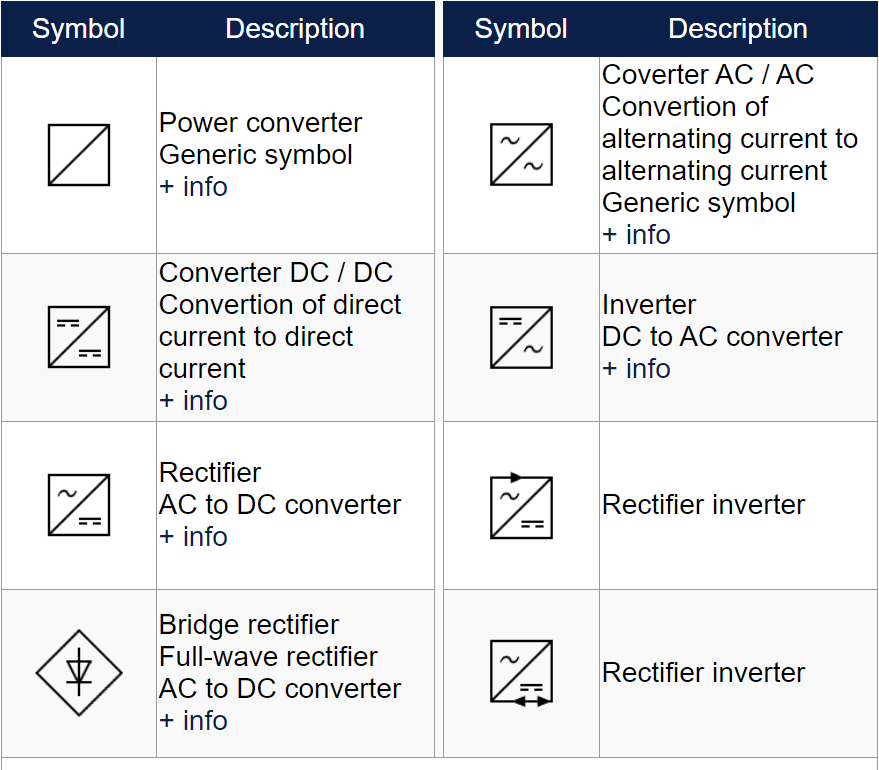 Symbol Description Symbol Description
Power converter
Generic symbol
+ info
Coverter AC / AC
Convertion of
alternating current to
alternating current
Generic symbol
+ info
Converter DC / DC
Convertion of direct
current to direct
current
+ info
Inverter
DC to AC converter
+ info
Rectifier
AC to DC converter
+ info
Rectifier inverter
Bridge rectifier
Full-wave rectifier
AC to DC converter
+ info
Rectifier inverter